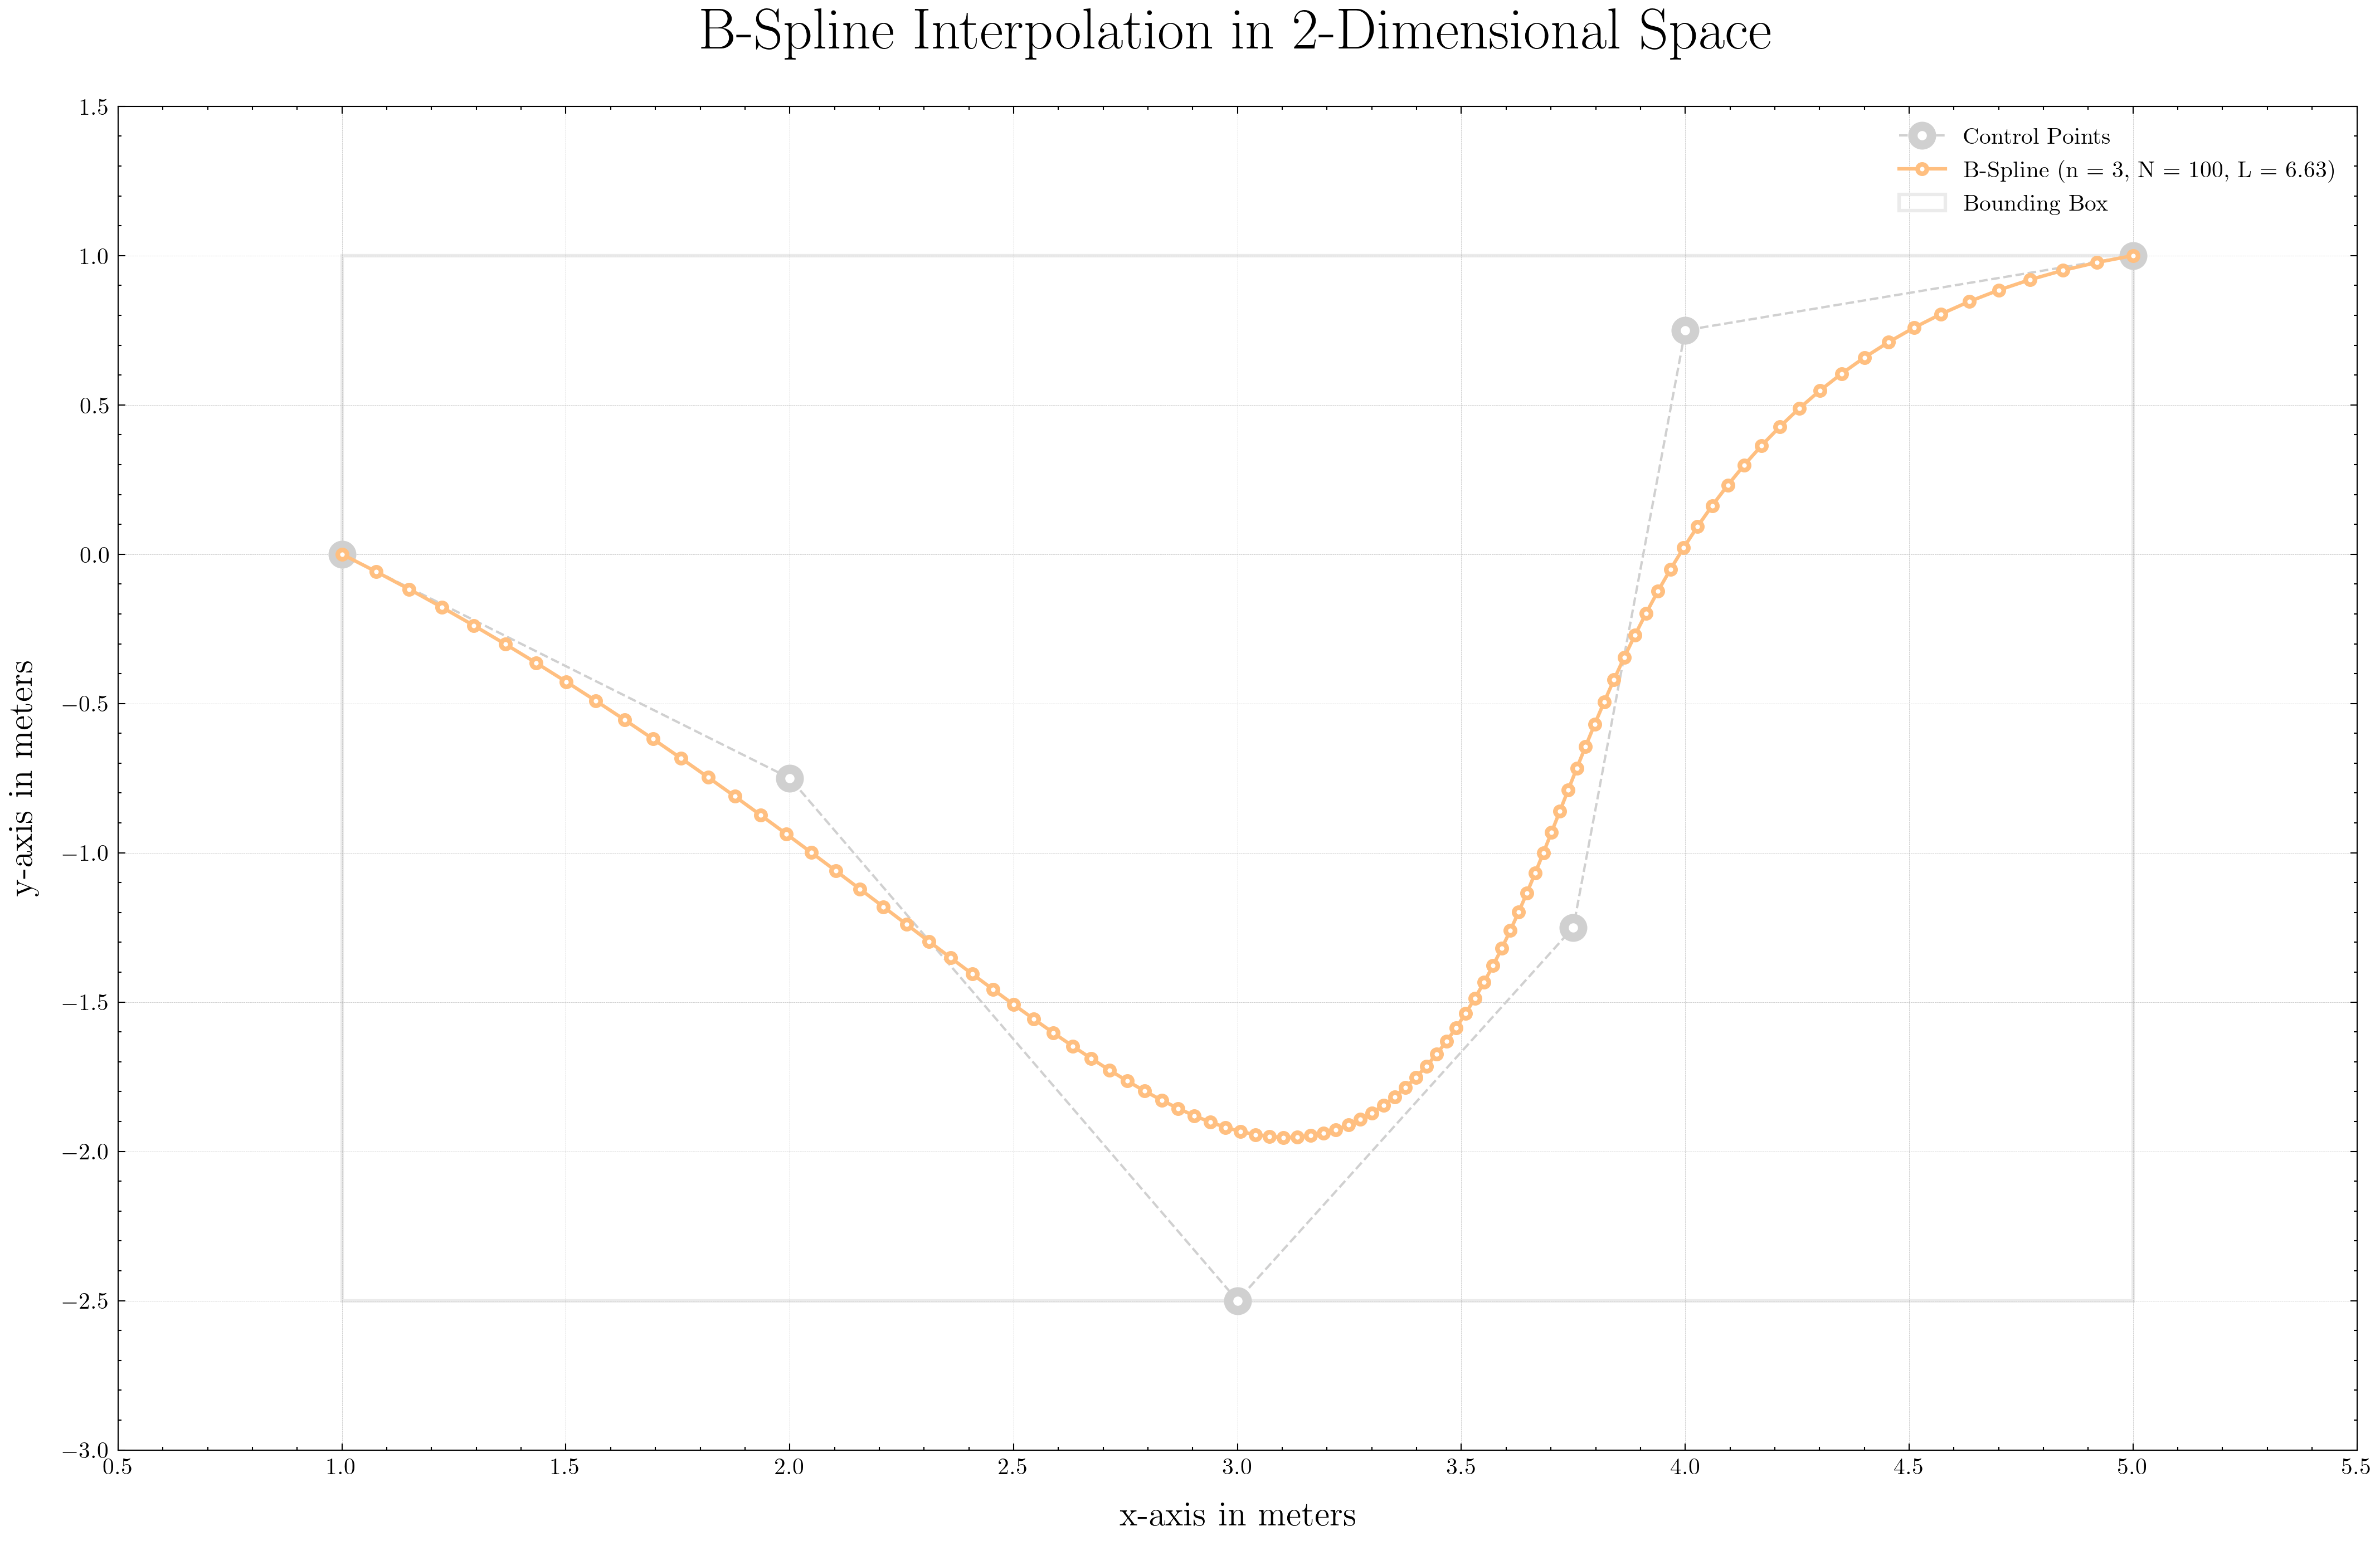 B-Spline Interpolation in 2-Dimensional Space
1.5
1.0
0.5
0.0
−0.5
−1.0
−1.5
−2.0
−2.5
−3.0
y-axis in meters
Control Points
B-Spline (n = 3, N = 100, L = 6.63)
Bounding Box
0.5 1.0 1.5 2.0 2.5 3.0 3.5 4.0 4.5 5.0 5.5
x-axis in meters